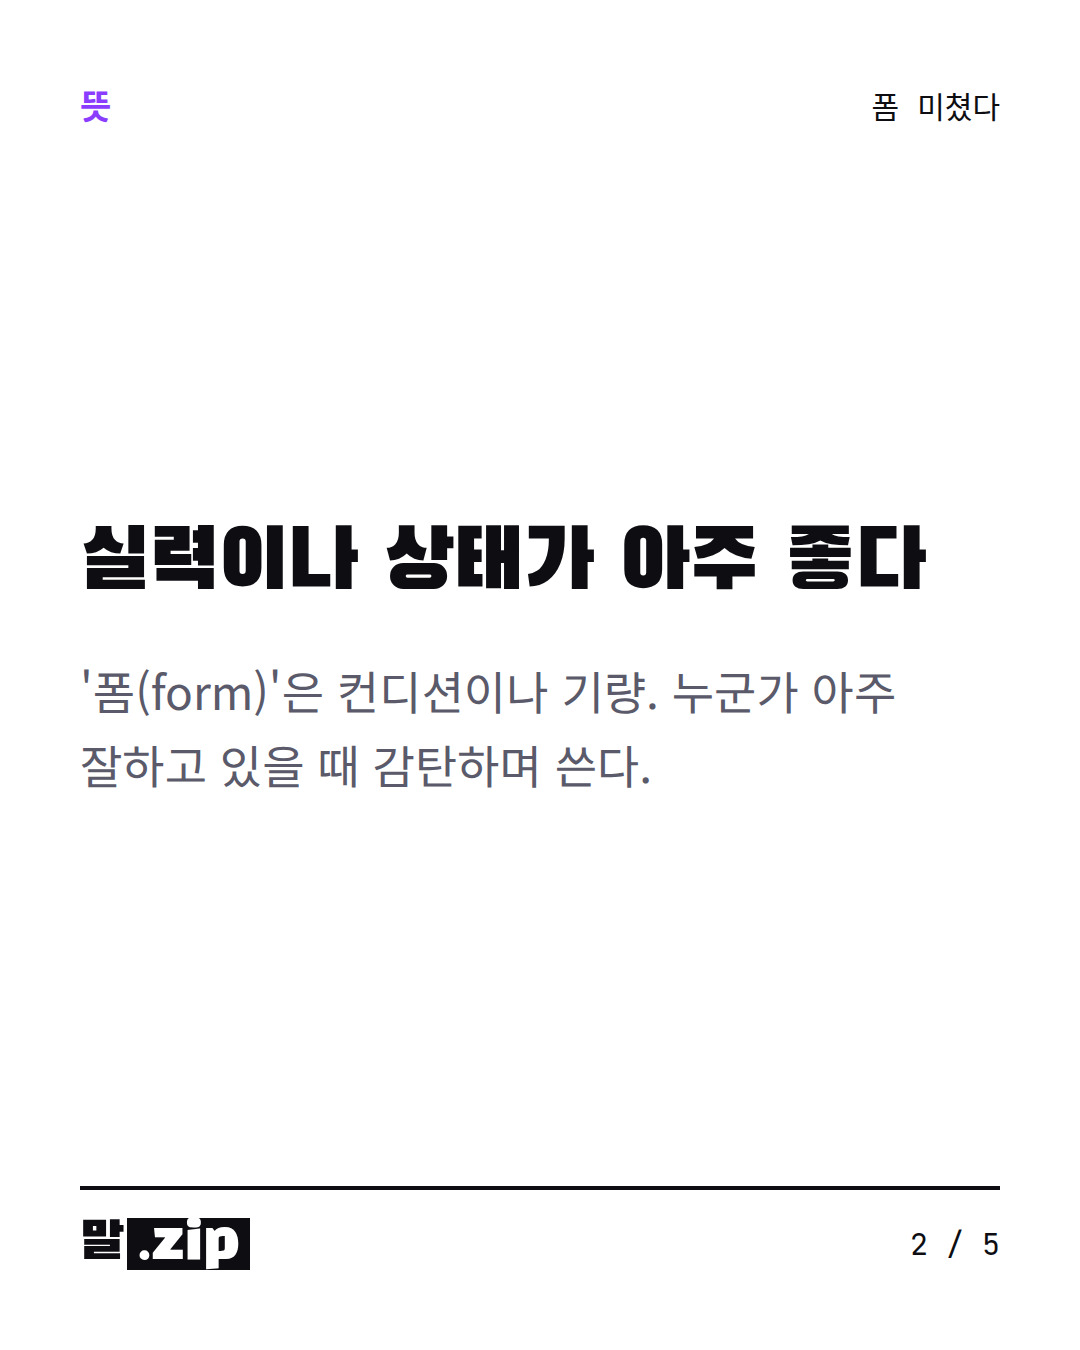 뜻
폼 미쳤다
실력이나 상태가 아주 좋다
'폼(form)'은 컨디션이나 기량. 누군가 아주
잘하고 있을 때 감탄하며 쓴다.
말.zip
2 / 5